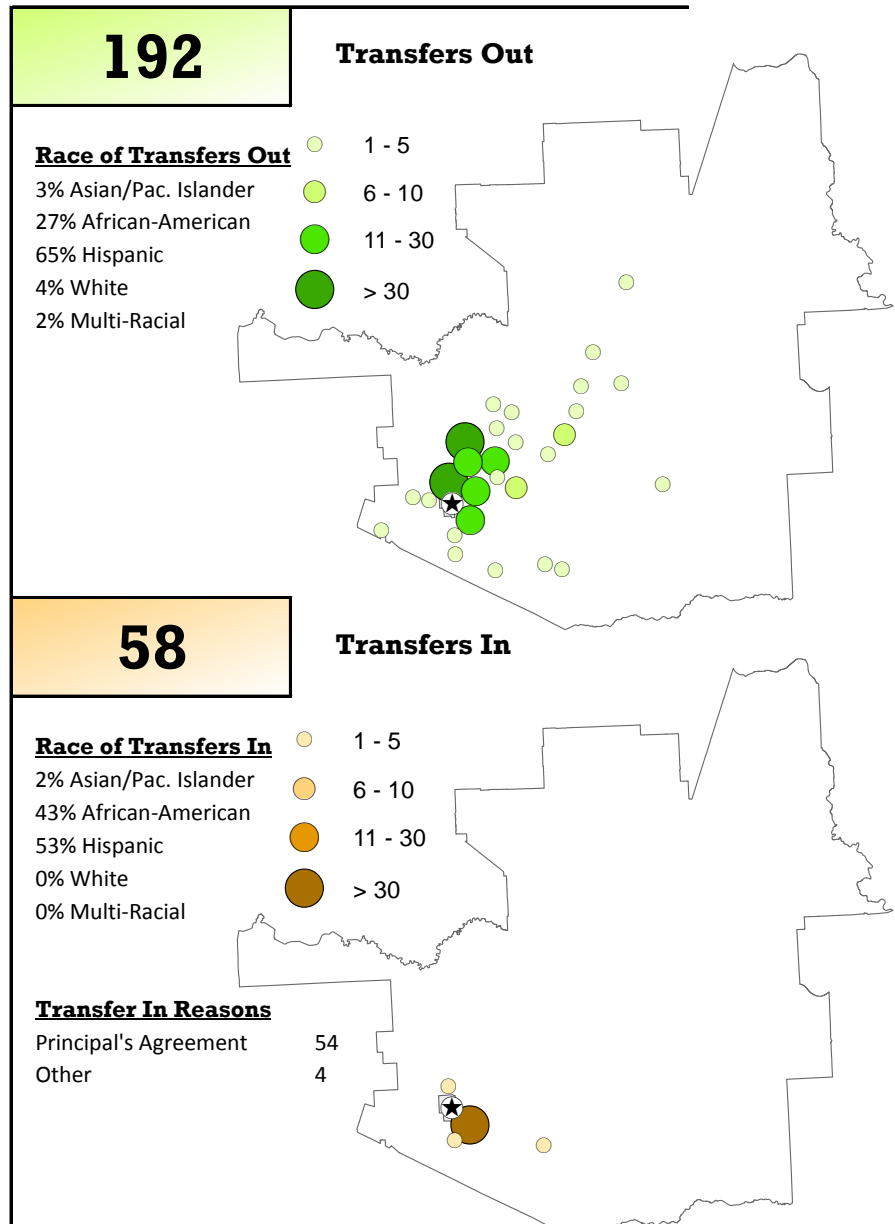 192
Transfers Out
Race of Transfers Out
3% Asian/Pac. Islander
27% African-American
65% Hispanic
4% White
2% Multi-Racial
1 - 5
6 - 10
11 - 30
> 30
58
Transfers In
Race of Transfers In
2% Asian/Pac. Islander
43% African-American
53% Hispanic
0% White
0% Multi-Racial
1 - 5
6 - 10
11 - 30
> 30
Transfer In Reasons
Principal's Agreement 54
Other 4